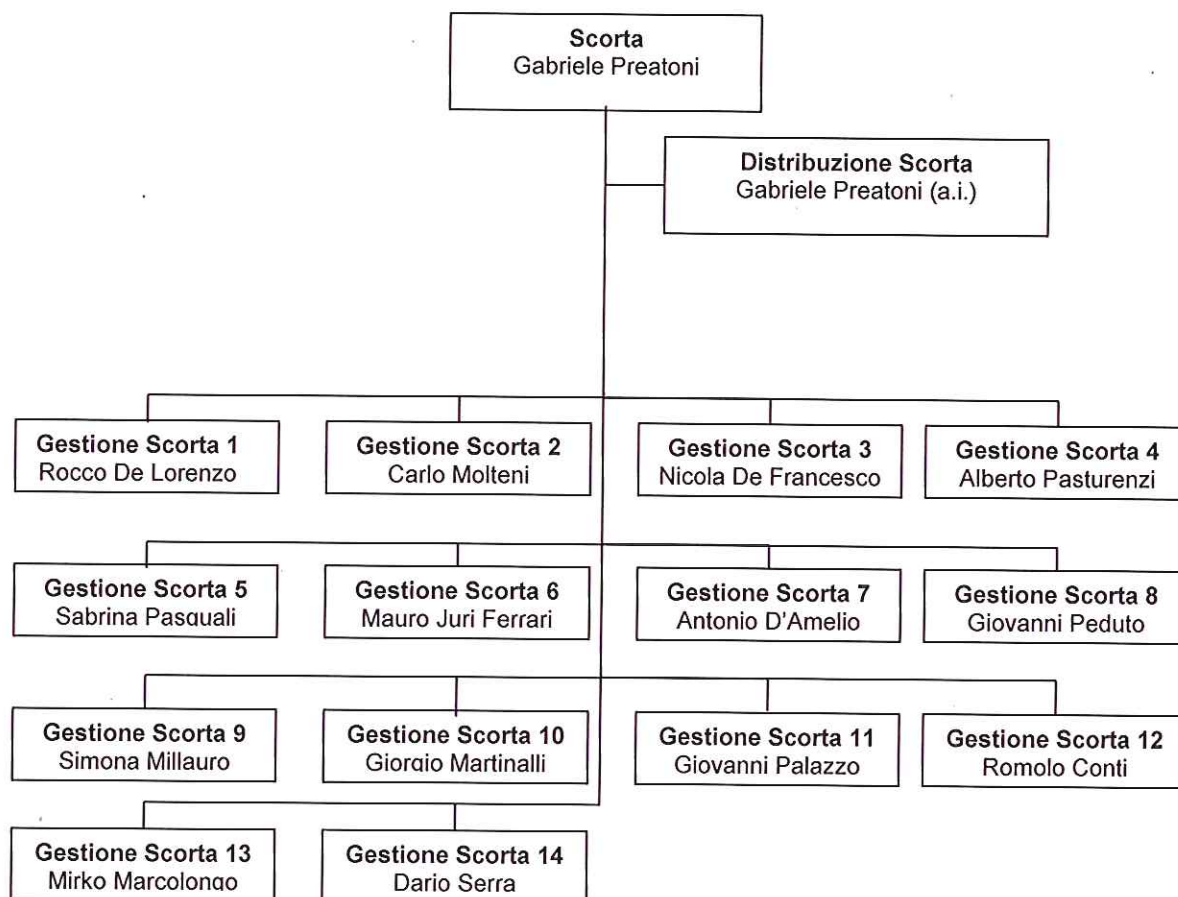 Scorta
Gabriele Preatoni
Distribuzione Scorta
Gabriele Preatoni (a.i.)
Gestione Scorta 1
Rocco De Lorenzo
Gestione Scorta 2
Carlo Molteni
Gestione Scorta 3
Nicola De Francesco
Gestione Scorta 4
Alberto Pasturenzi
Gestione Scorta 5
Sabrina Pasquali
Gestione Scorta 6
Mauro Juri Ferrari
Gestione Scorta 7
Antonio D'Amelio
Gestione Scorta 8
Giovanni Peduto
Gestione Scorta 9
Simona Millauro
Gestione Scorta 10
Giorgio Martinalli
Gestione Scorta 11
Giovanni Palazzo
Gestione Scorta 12
Romolo Conti
Gestione Scorta 13
Mirko Marcolongo
Gestione Scorta 14
Dario Serra